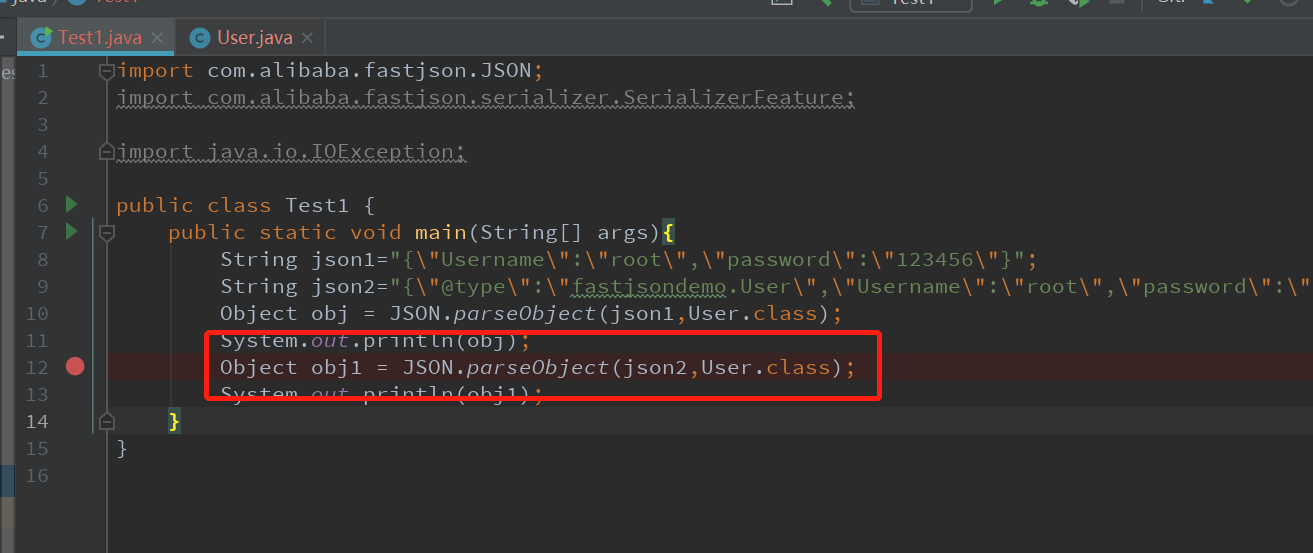 Test1.java
User.java
1 import com.alibaba.fastjson.JSON;
2 import com.alibaba.fastjson.serializer.SerializerFeature;
3
4 import java.io.IOException;
5
6 public class Test1 {
7 public static void main(String[] args){
8 String json1="{\"Username\":\"root\",\"password\":\"123456\"}";
9 String json2="{\"@type\":\"fastjsondemo.User\",\"Username\":\"root\",\"password\":\"
10 Object obj = JSON.parseObject(json1,User.class);
11 System.out.println(obj);
12 Object obj1 = JSON.parseObject(json2,User.class);
13 System.out.println(obj1);
14 }
15 }
16